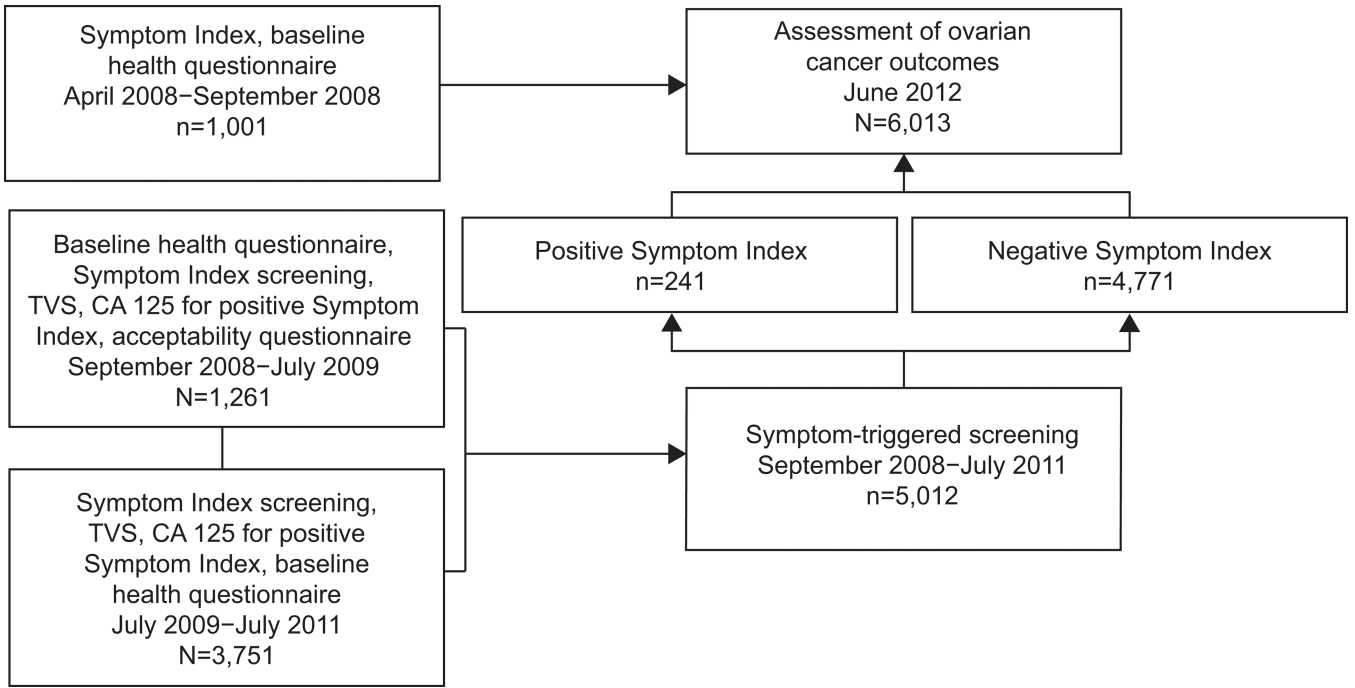 Symptom Index, baseline
health questionnaire
April 2008−September 2008
n=1,001
Assessment of ovarian
cancer outcomes
June 2012
N=6,013
Baseline health questionnaire,
Symptom Index screening,
TVS, CA 125 for positive Symptom
Index, acceptability questionnaire
September 2008−July 2009
N=1,261
Positive Symptom Index
n=241
Negative Symptom Index
n=4,771
Symptom Index screening,
TVS, CA 125 for positive
Symptom Index, baseline
health questionnaire
July 2009−July 2011
N=3,751
Symptom-triggered screening
September 2008−July 2011
n=5,012